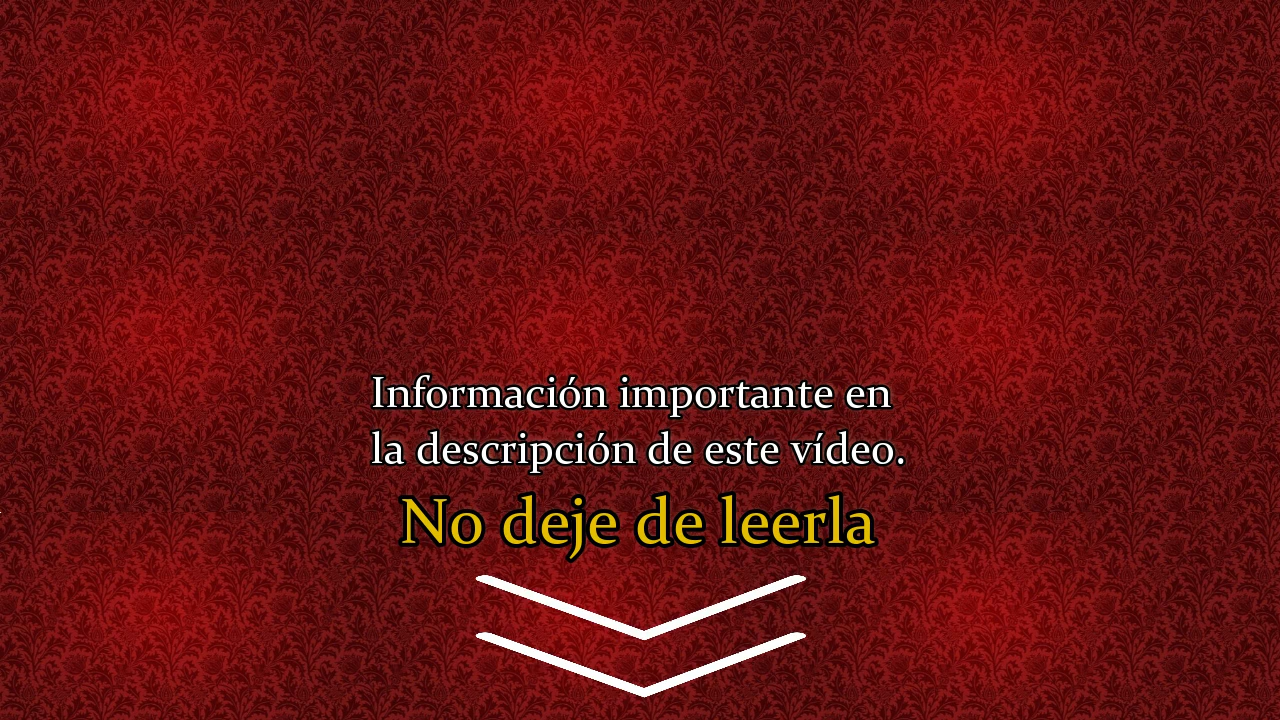 Información importante en
la descripción de este vídeo.
No deje de leerla